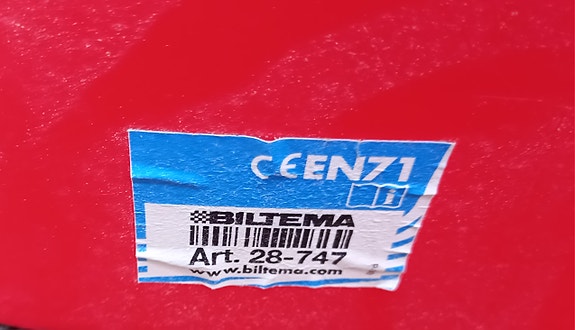 CE EN71
BILTEMA
Art. 28-747
www.biltema.com